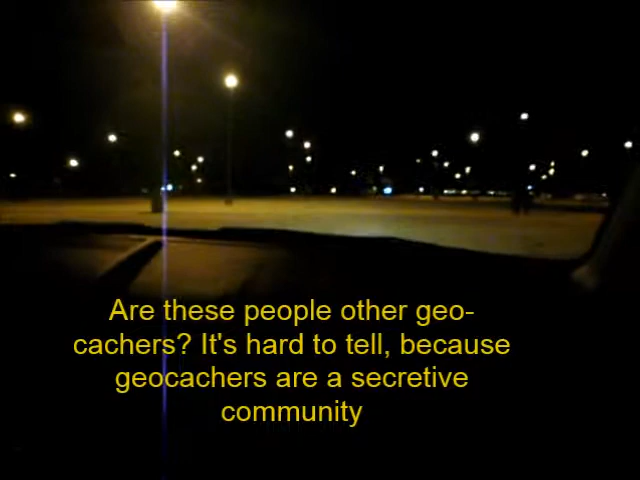 Are these people other geo-
cachers? It's hard to tell, because
geocachers are a secretive
community